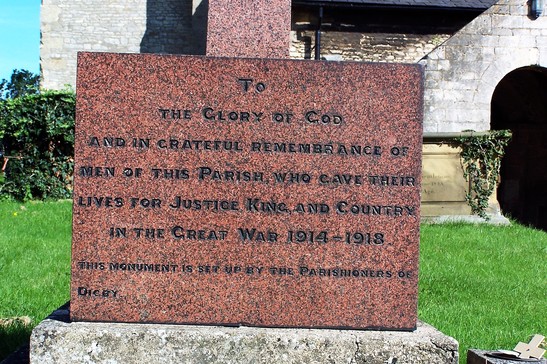 To
the Glory of God
and in grateful remembrance of
men of this Parish, who gave their
lives for Justice King, and Country
in the Great War 1914-1918.
This monument is set up by the Parishioners of
Digby.